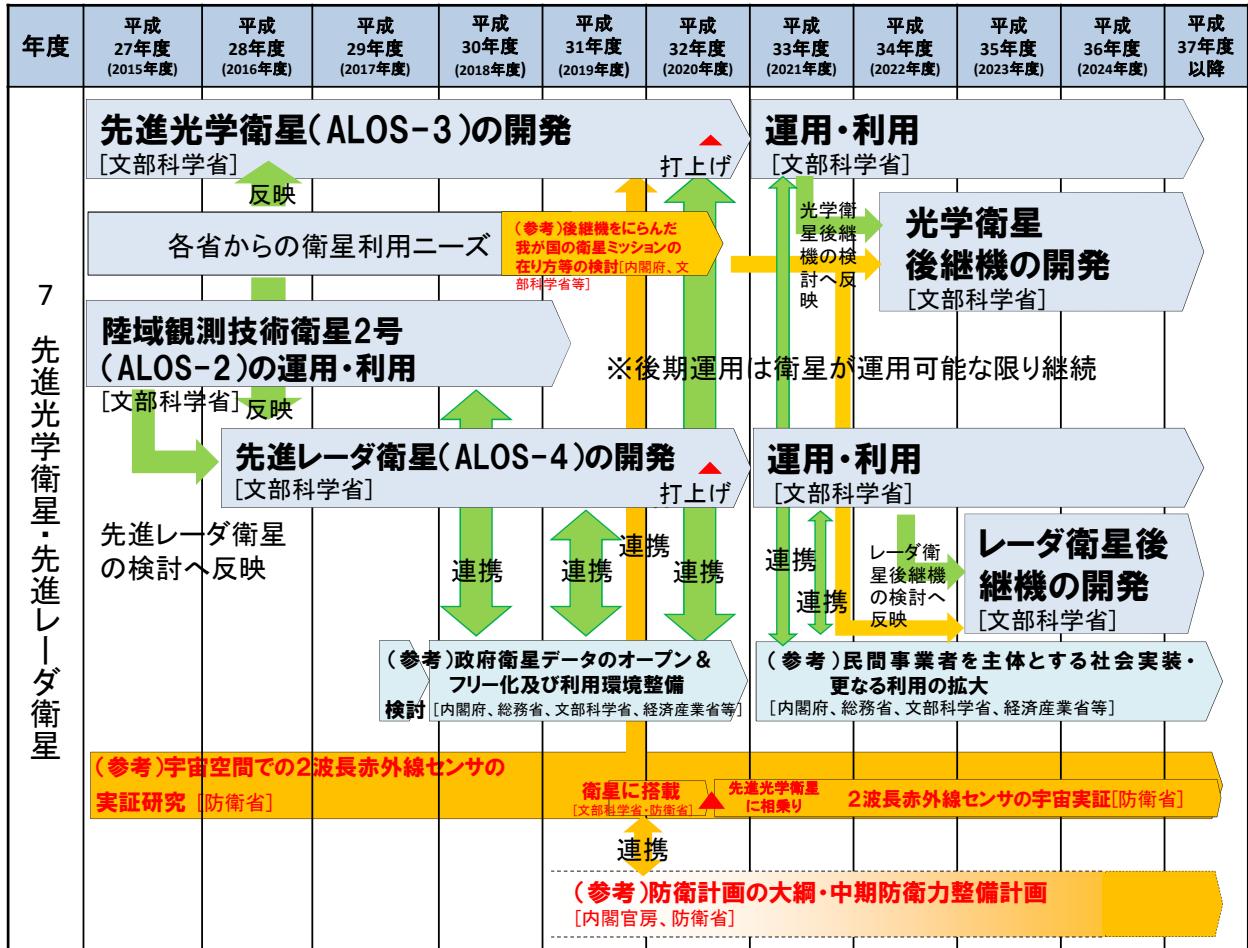 年度
平成
27年度
(2015年度)
平成
28年度
(2016年度)
平成
29年度
(2017年度)
平成
30年度
(2018年度)
平成
31年度
(2019年度)
平成
32年度
(2020年度)
平成
33年度
(2021年度)
平成
34年度
(2022年度)
平成
35年度
(2023年度)
平成
36年度
(2024年度)
平成
37年度
以降
7 先進光学衛星・先進レーダ衛星
先進光学衛星(ALOS-3)の開発
[文部科学省]
打上げ
運用・利用
[文部科学省]
反映
各省からの衛星利用ニーズ
(参考)後継機をにらんだ
我が国の衛星ミッションの
在り方等の検討[内閣府、文
部科学省等]
光学衛
星後継
機の検
討へ反
映
光学衛星
後継機の開発
[文部科学省]
陸域観測技術衛星2号
(ALOS-2)の運用・利用
[文部科学省]
反映
※後期運用は衛星が運用可能な限り継続
先進レーダ衛星(ALOS-4)の開発
[文部科学省]
打上げ
運用・利用
[文部科学省]
先進レーダ衛星
の検討へ反映
連携
連携
連携
連携
連携
連携
レーダ衛
星後継機
の検討へ
反映
レーダ衛星後
継機の開発
[文部科学省]
検討
(参考)政府衛星データのオープン&
フリー化及び利用環境整備
[内閣府、総務省、文部科学省、経済産業省等]
(参考)民間事業者を主体とする社会実装・
更なる利用の拡大
[内閣府、総務省、文部科学省、経済産業省等]
(参考)宇宙空間での2波長赤外線センサの
実証研究 [防衛省]
衛星に搭載
[文部科学省・防衛省]
先進光学衛星
に相乗り
2波長赤外線センサの宇宙実証[防衛省]
連携
(参考)防衛計画の大綱・中期防衛力整備計画
[内閣官房、防衛省]